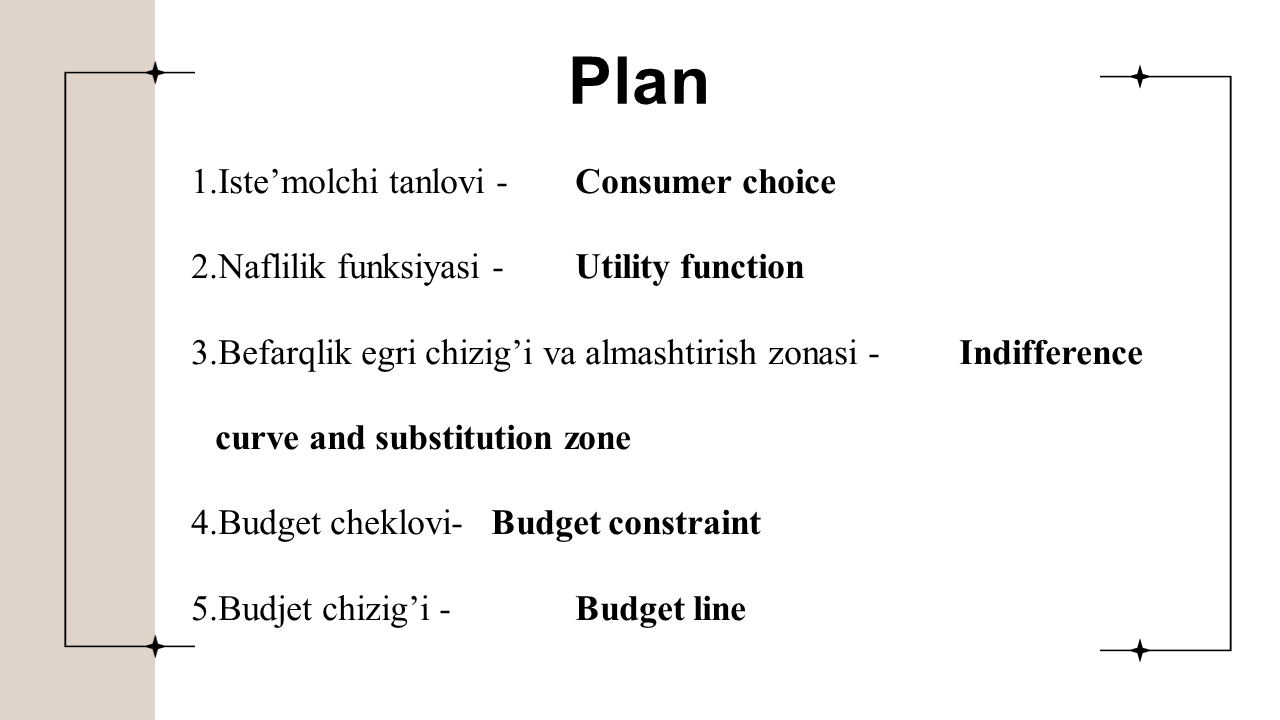 Plan
1.Iste’molchi tanlovi - Consumer choice
2.Naflilik funksiyasi - Utility function
3.Befarqlik egri chizig’i va almashtirish zonasi - Indifference
curve and substitution zone
4.Budget cheklovi- Budget constraint
5.Budjet chizig’i - Budget line